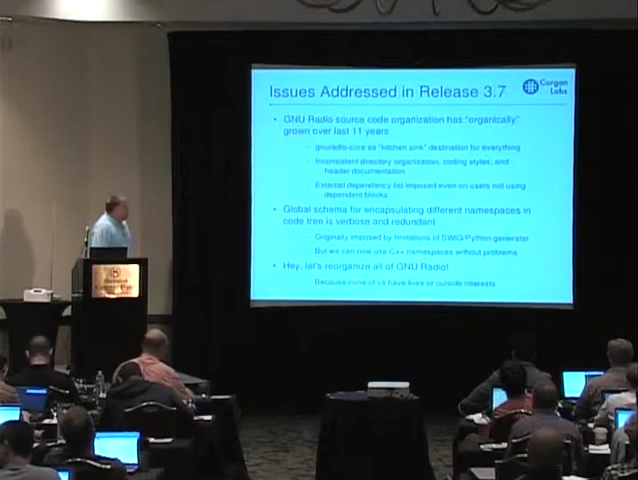 Issues Addressed in Release 3.7
Corgan
Labs
• GNU Radio source code organization has "organically"
grown over last 11 years
– gnuradio-core as "kitchen sink" destination for everything
– Inconsistent directory organization, coding styles, and
header documentation
– External dependency list imposed even on users not using
dependent blocks
• Global schema for encapsulating different namespaces in
code tree is verbose and redundant
– Originally imposed by limitations of SWIG/Python generator
– But we can now use C++ namespaces without problems
• Hey, let's reorganize all of GNU Radio!
– Because none of us have lives or outside interests
Sheraton